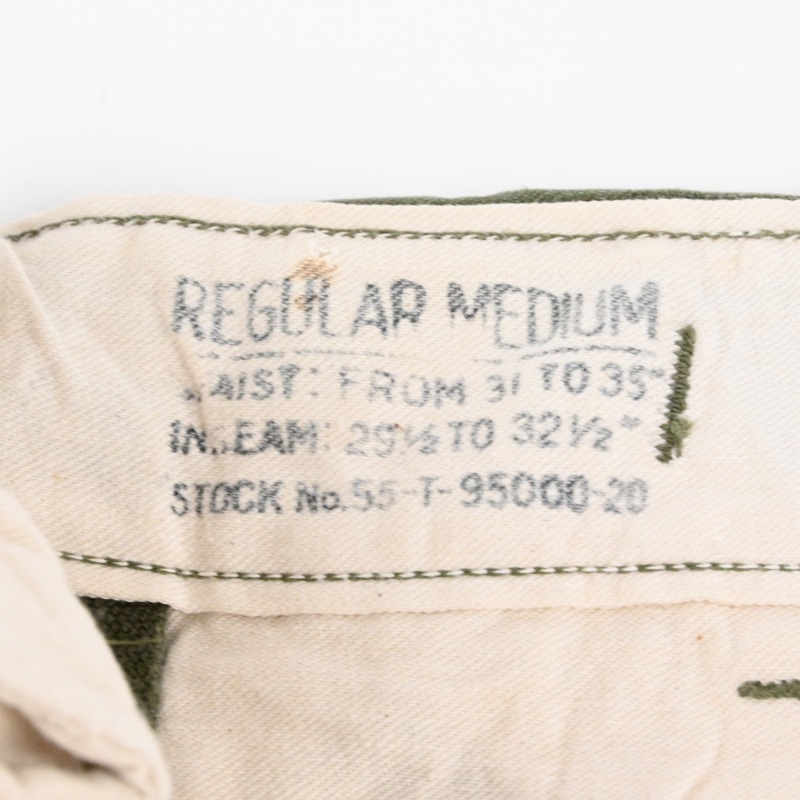 REGULAR MEDIUM
WAIST: FROM 31 TO 35"
INSEAM: 29½ TO 32½"
STOCK No. 55-T-95000-20